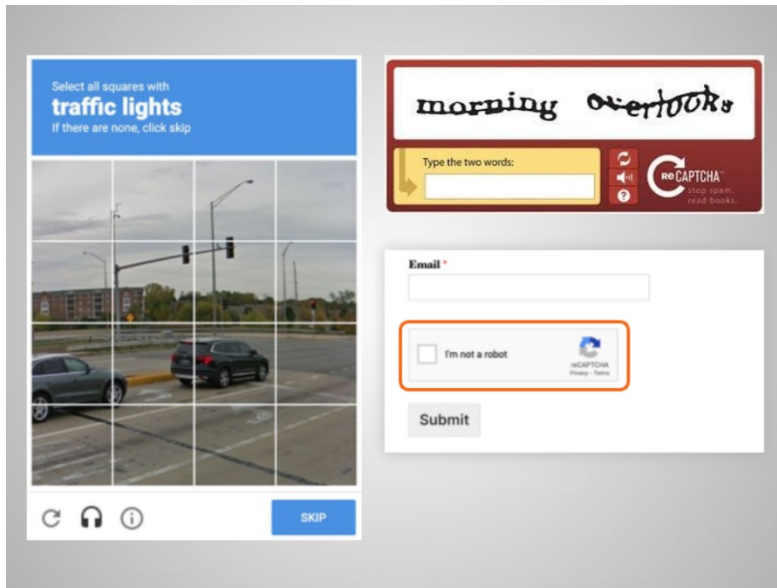 Select all squares with
traffic lights
If there are none, click skip
SKIP
morning overlooks
Type the two words:
reCAPTCHA™
stop spam.
read books.
Email *
I'm not a robot
reCAPTCHA
Privacy - Terms
Submit